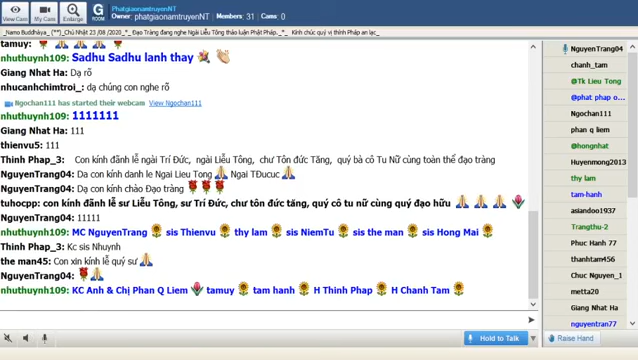 View Cam
My Cam
Enlarge
G
ROOM
phatgiaonamtruyenNT
Owner: phatgiaonamtruyenNT | Members: 31 Cams: 0
_Namo Buddhàya_(_Chủ Nhật 23 /08 /2020_*_ Đạo Tràng đang nghe Ngài Liễu Tông thảo luận Phật Pháp._*_ Kính chúc quý vị thính Pháp an lạc_
tamuy:
nhuthuynh109: Sadhu Sadhu lanh thay
Giang Nhat Ha: Dạ rõ
nhucanhchimtroi_: dạ chúng con nghe rõ
Ngochan111 has started their webcam View Ngochan111
nhuthuynh109: 1111111
Giang Nhat Ha: 111
thienvu5: 111
Thinh Phap_3: Con kính đảnh lễ ngài Trí Đức, ngài Liễu Tông, chư Tôn đức Tăng, quý bà cô Tu Nữ cùng toàn thể đạo tràng
NguyenTrang04: Da con kính danh le Ngai Lieu Tong Ngai TĐucuc
NguyenTrang04: Dạ con kính chào Đạo tràng
tuhocpp: con kính đảnh lễ sư Liễu Tông, sư Trí Đức, chư tôn đức tăng, quý cô tu nữ cùng quý đạo hữu
NguyenTrang04: 11111
nhuthuynh109: MC NguyenTrang sis Thienvu thy lam sis NiemTu sis the man sis Hong Mai
Thinh Phap_3: Kc sis Nhuynh
the man45: Con xin kính lễ quý sư
NguyenTrang04:
nhuthuynh109: KC Anh & Chị Phan Q Liem tamuy tam hanh H Thinh Phap H Chanh Tam
Hold to Talk
NguyenTrang04
chanh_tam
@Tk Lieu Tong
@phat phap o...
Ngochan111
phan q liem
@hongnhat
Huyenmong2013
thy lam
tam-hanh
asiandoo1937
Trangthu-2
Phuc Hanh 77
thanhtam456
Chuc Nguyen_1
metta20
Giang Nhat Ha
nguyentran77
Raise Hand